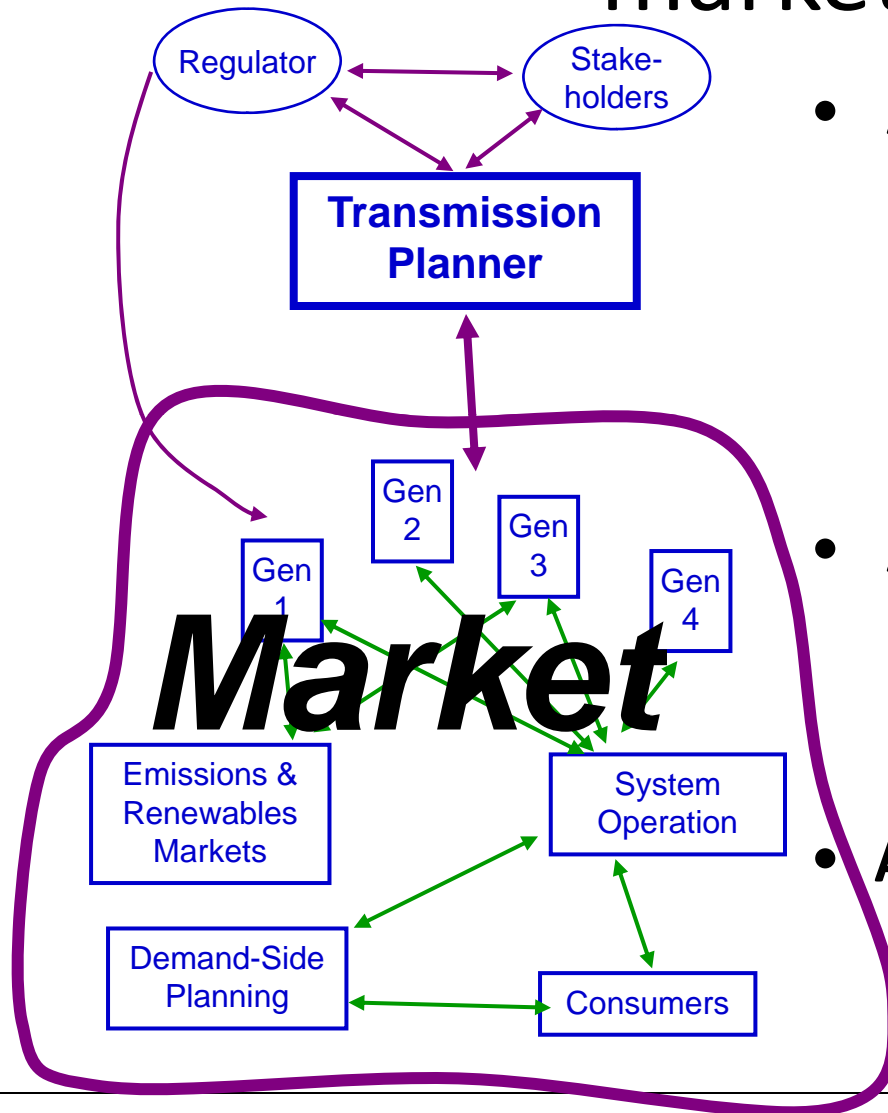 market
Regulator
Stake-
holders
Transmission
Planner
Gen
2
Gen
3
Gen
1
Gen
4
Market
Emissions &
Renewables
Markets
System
Operation
Demand-Side
Planning
Consumers